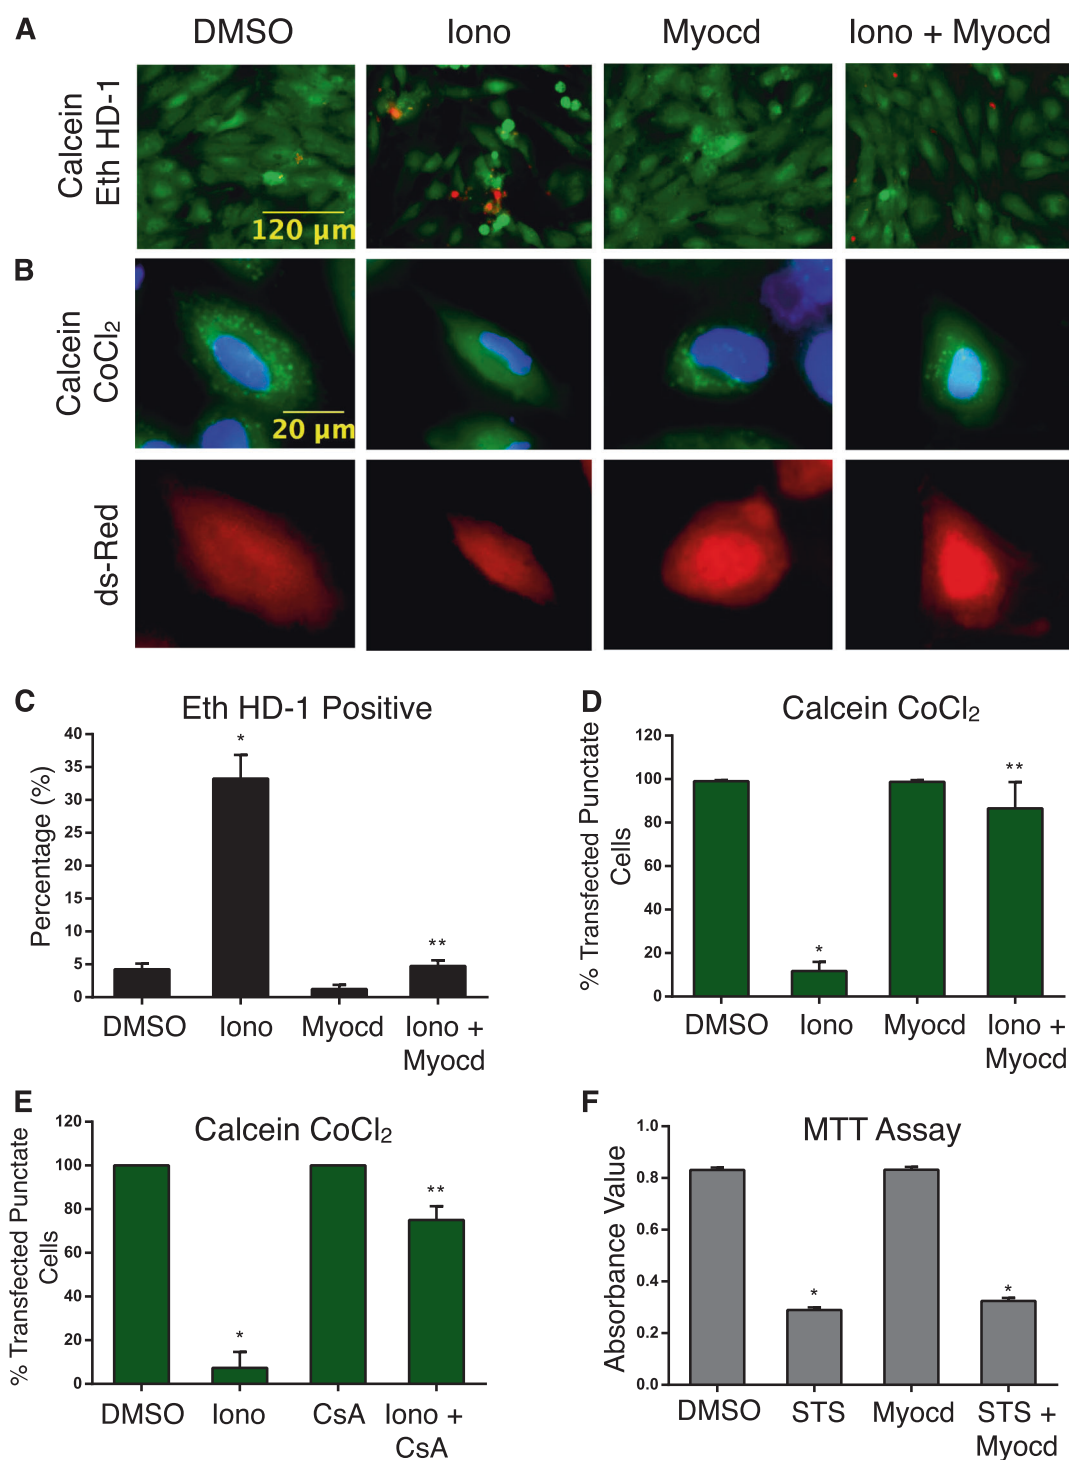 A
DMSO
Iono
Myocd
Iono + Myocd
Calcein
Eth HD-1
120 µm
B
Calcein
CoCl₂
20 µm
ds-Red
C
Eth HD-1 Positive
Percentage (%)
40
35
30
25
20
15
10
5
0
*
**
DMSO
Iono
Myocd
Iono +
Myocd
D
Calcein CoCl₂
% Transfected Punctate
Cells
120
100
80
60
40
20
0
*
**
DMSO
Iono
Myocd
Iono +
Myocd
E
Calcein CoCl₂
% Transfected Punctate
Cells
120
100
80
60
40
20
0
*
**
DMSO
Iono
CsA
Iono +
CsA
F
MTT Assay
Absorbance Value
1.0
0.8
0.6
0.4
0.2
0.0
*
*
DMSO
STS
Myocd
STS +
Myocd